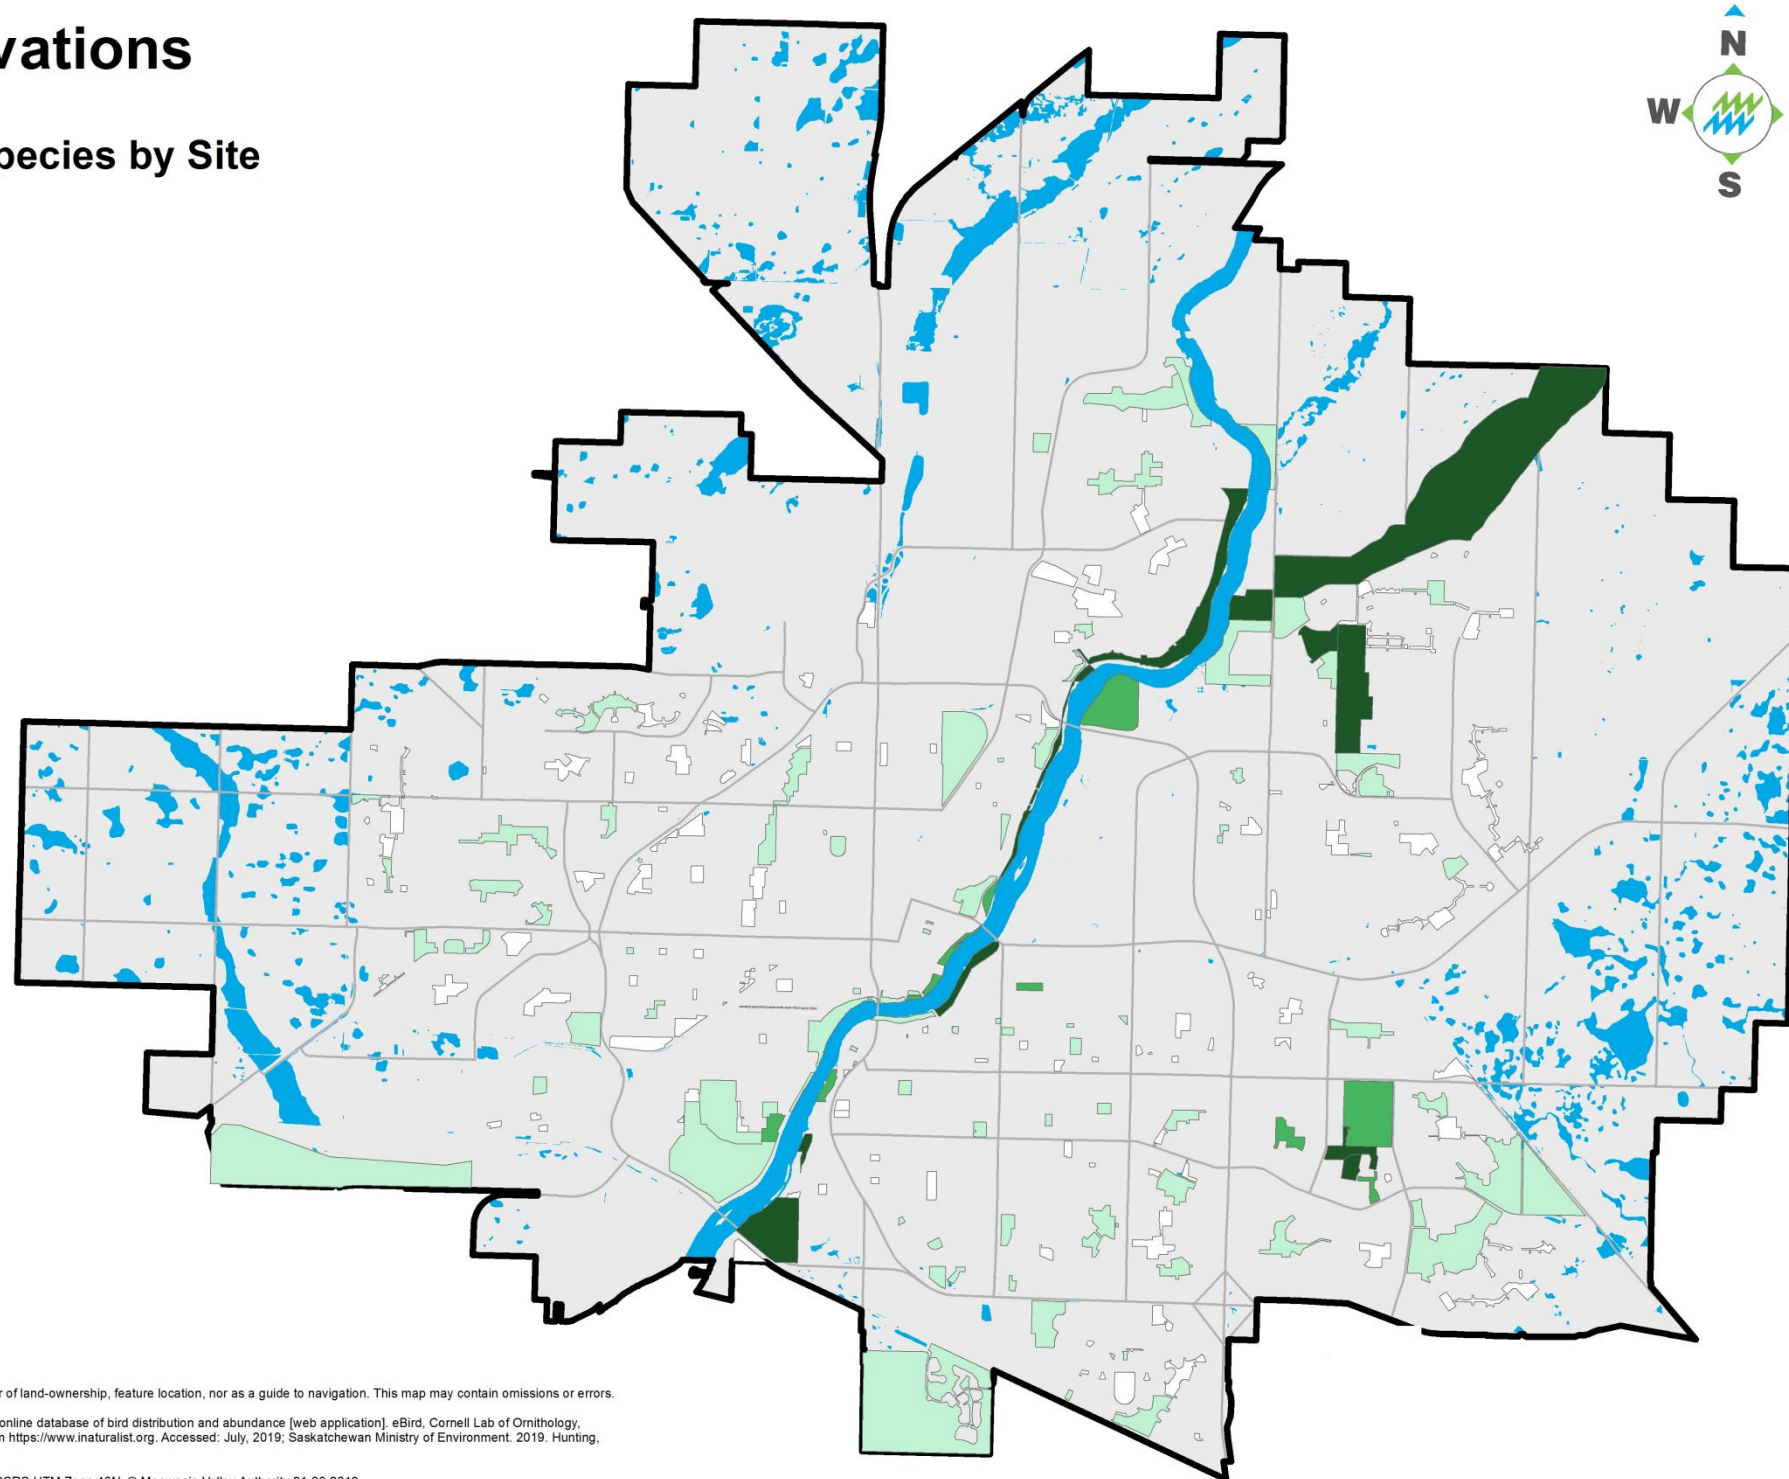 vations
pecies by Site
N
W
S
r of land-ownership, feature location, nor as a guide to navigation. This map may contain omissions or errors.
online database of bird distribution and abundance [web application]. eBird, Cornell Lab of Ornithology,
https://www.inaturalist.org. Accessed: July, 2019; Saskatchewan Ministry of Environment. 2019. Hunting,